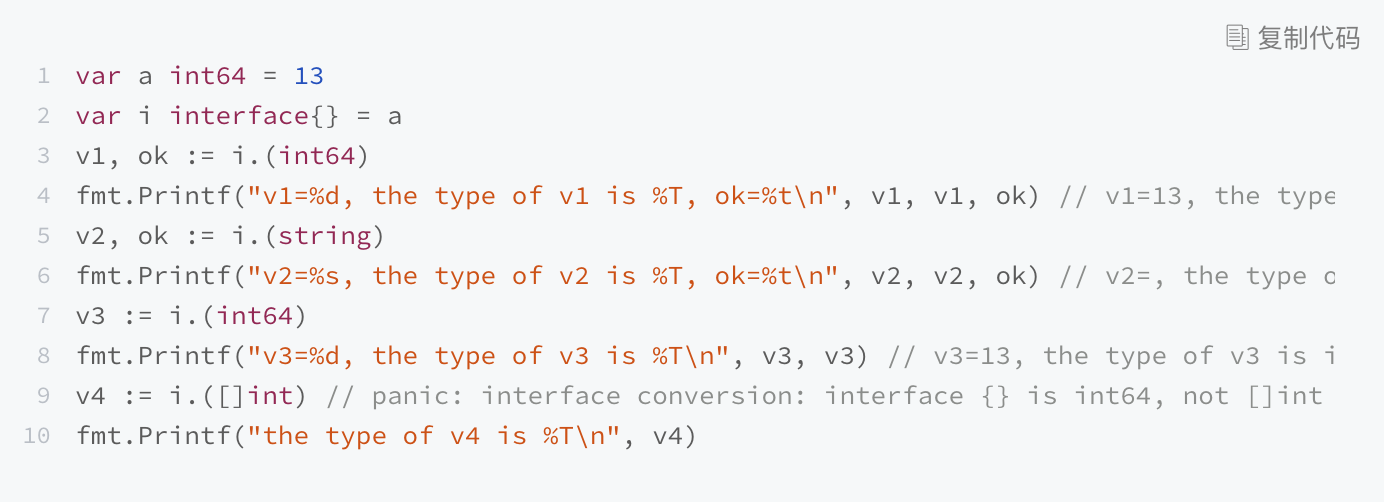 复制代码
1 var a int64 = 13
2 var i interface{} = a
3 v1, ok := i.(int64)
4 fmt.Printf("v1=%d, the type of v1 is %T, ok=%t\n", v1, v1, ok) // v1=13, the type
5 v2, ok := i.(string)
6 fmt.Printf("v2=%s, the type of v2 is %T, ok=%t\n", v2, v2, ok) // v2=, the type o
7 v3 := i.(int64)
8 fmt.Printf("v3=%d, the type of v3 is %T\n", v3, v3) // v3=13, the type of v3 is i
9 v4 := i.([]int) // panic: interface conversion: interface {} is int64, not []int
10 fmt.Printf("the type of v4 is %T\n", v4)